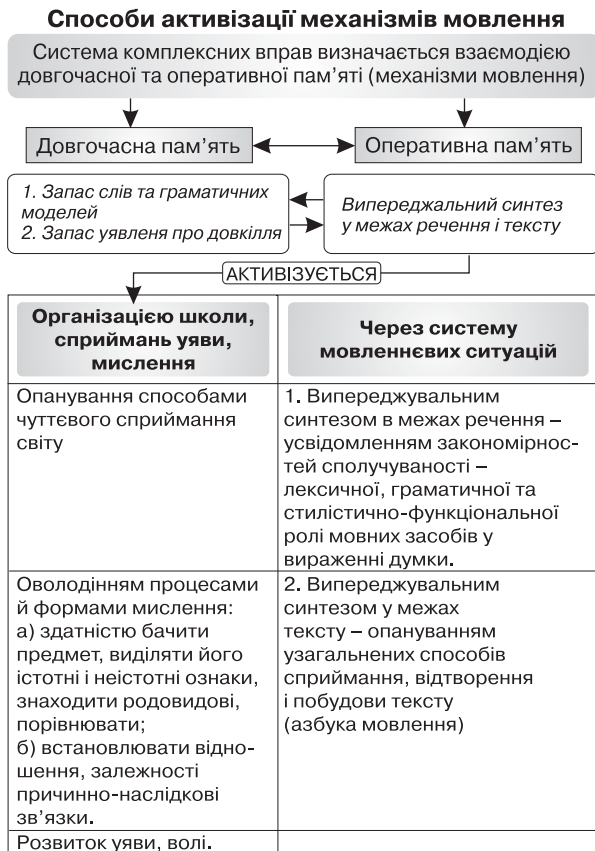 Способи активізації механізмів мовлення
Система комплексних вправ визначається взаємодією
довгочасної та оперативної пам’яті (механізми мовлення)
Довгочасна пам’ять
Оперативна пам’ять
1. Запас слів та граматичних
моделей
2. Запас уявленя про довкілля
Випереджальний синтез
у межах речення і тексту
АКТИВІЗУЄТЬСЯ
Організацією школи,
сприймань уяви,
мислення
Через систему
мовленнєвих ситуацій
Опанування способами
чуттєвого сприймання
світу
1. Випереджувальним
синтезом в межах речення –
усвідомленням закономірнос-
тей сполучуваності –
лексичної, граматичної та
стилістично-функціональної
ролі мовних засобів у
вираженні думки.
Оволодінням процесами
й формами мислення:
а) здатністю бачити
предмет, виділяти його
істотні і неістотні ознаки,
знаходити родовидові,
порівнювати;
б) встановлювати відно-
шення, залежності
причинно-наслідкові
зв’язки.
2. Випереджувальним
синтезом у межах
тексту – опануванням
узагальнених способів
сприймання, відтворення
і побудови тексту
(азбука мовлення)
Розвиток уяви, волі.